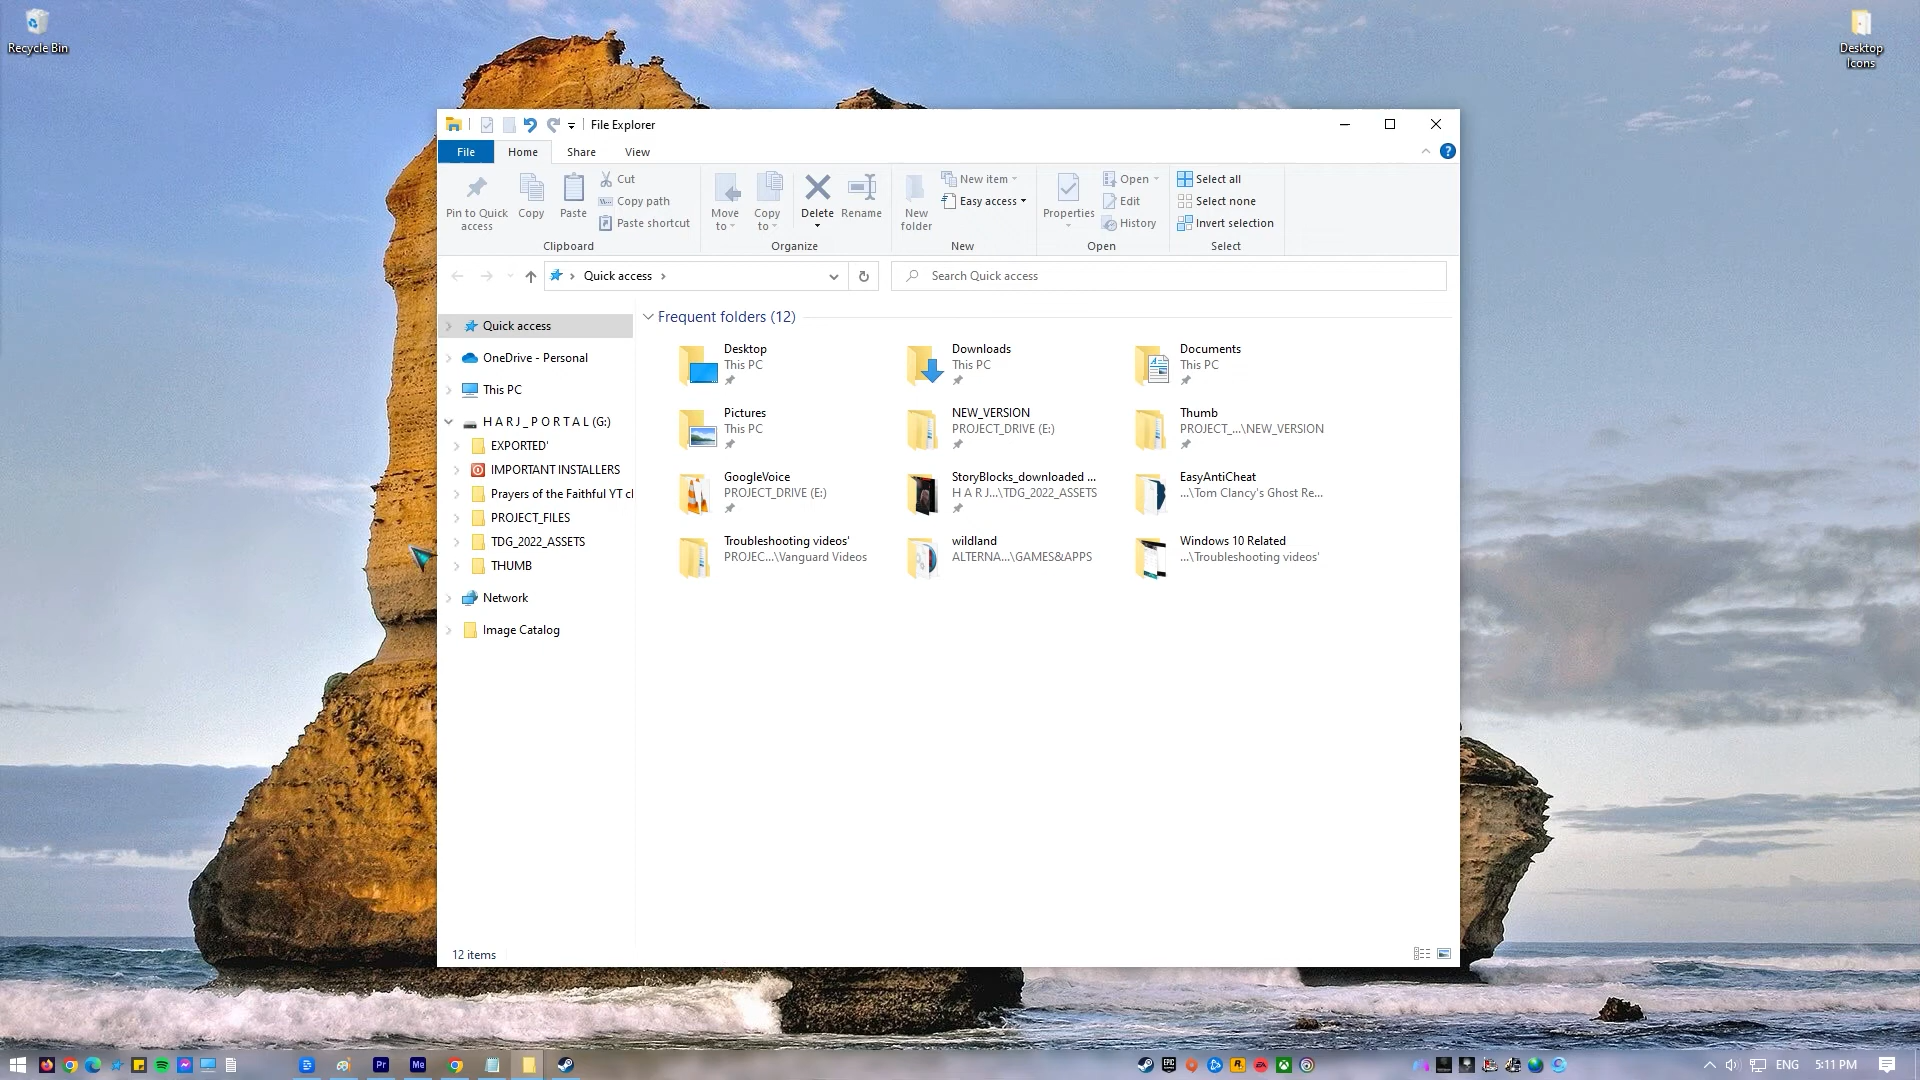 Recycle Bin
Desktop
Icons
File Explorer
File
Home
Share
View
Pin to Quick
access
Copy
Paste
Cut
Copy path
Paste shortcut
Clipboard
Move
to
Copy
to
Delete
Rename
Organize
New
folder
New item
Easy access
New
Properties
Open
Edit
History
Open
Select all
Select none
Invert selection
Select
Quick access
Search Quick access
Quick access
OneDrive - Personal
This PC
H A R J _ P O R T A L (G:)
EXPORTED'
IMPORTANT INSTALLERS
Prayers of the Faithful YT cl
PROJECT_FILES
TDG_2022_ASSETS
THUMB
Network
Image Catalog
Frequent folders (12)
Desktop
This PC
Downloads
This PC
Documents
This PC
Pictures
This PC
NEW_VERSION
PROJECT_DRIVE (E:)
Thumb
PROJECT_...\NEW_VERSION
GoogleVoice
PROJECT_DRIVE (E:)
StoryBlocks_downloaded ...
H A R J...\TDG_2022_ASSETS
EasyAntiCheat
...\Tom Clancy's Ghost Re...
Troubleshooting videos'
PROJEC...\Vanguard Videos
wildland
ALTERNA...\GAMES&APPS
Windows 10 Related
...\Troubleshooting videos'
12 items
Pr
Me
EPIC
EA
ENG
5:11 PM